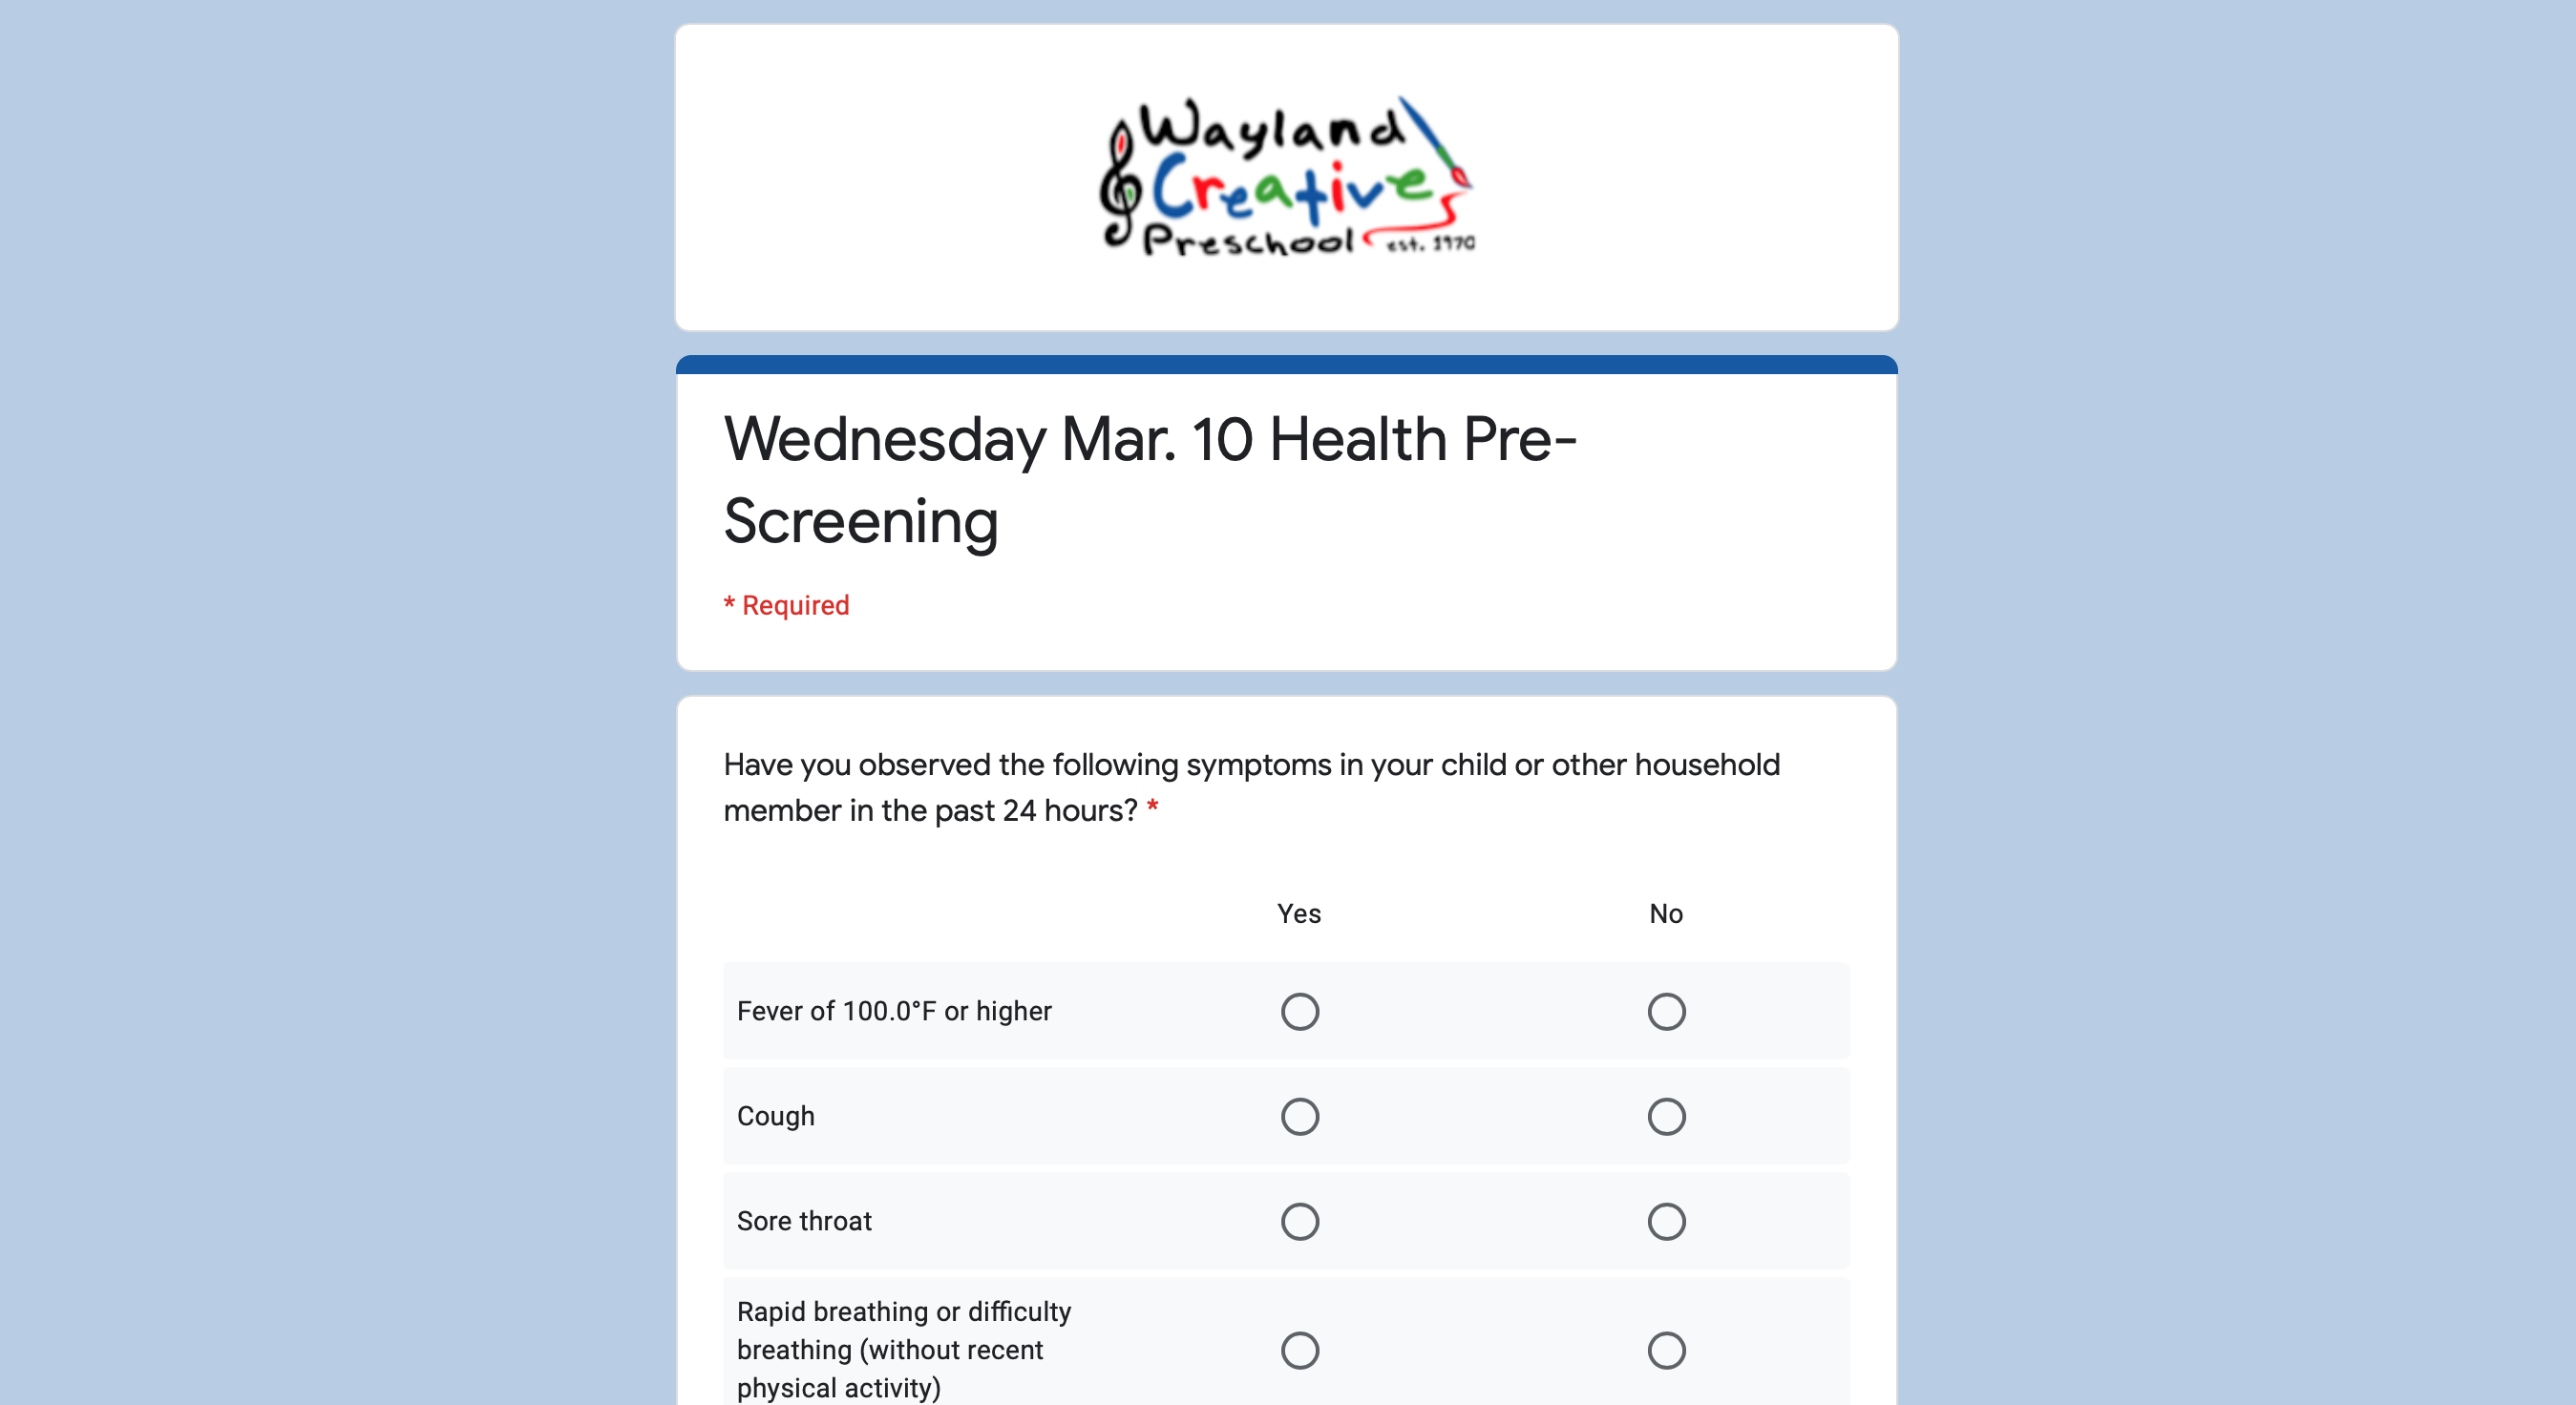 Wayland
Creative
Preschool est. 1970
Wednesday Mar. 10 Health Pre-
Screening
* Required
Have you observed the following symptoms in your child or other household
member in the past 24 hours? *
Yes No
Fever of 100.0°F or higher
Cough
Sore throat
Rapid breathing or difficulty
breathing (without recent
physical activity)